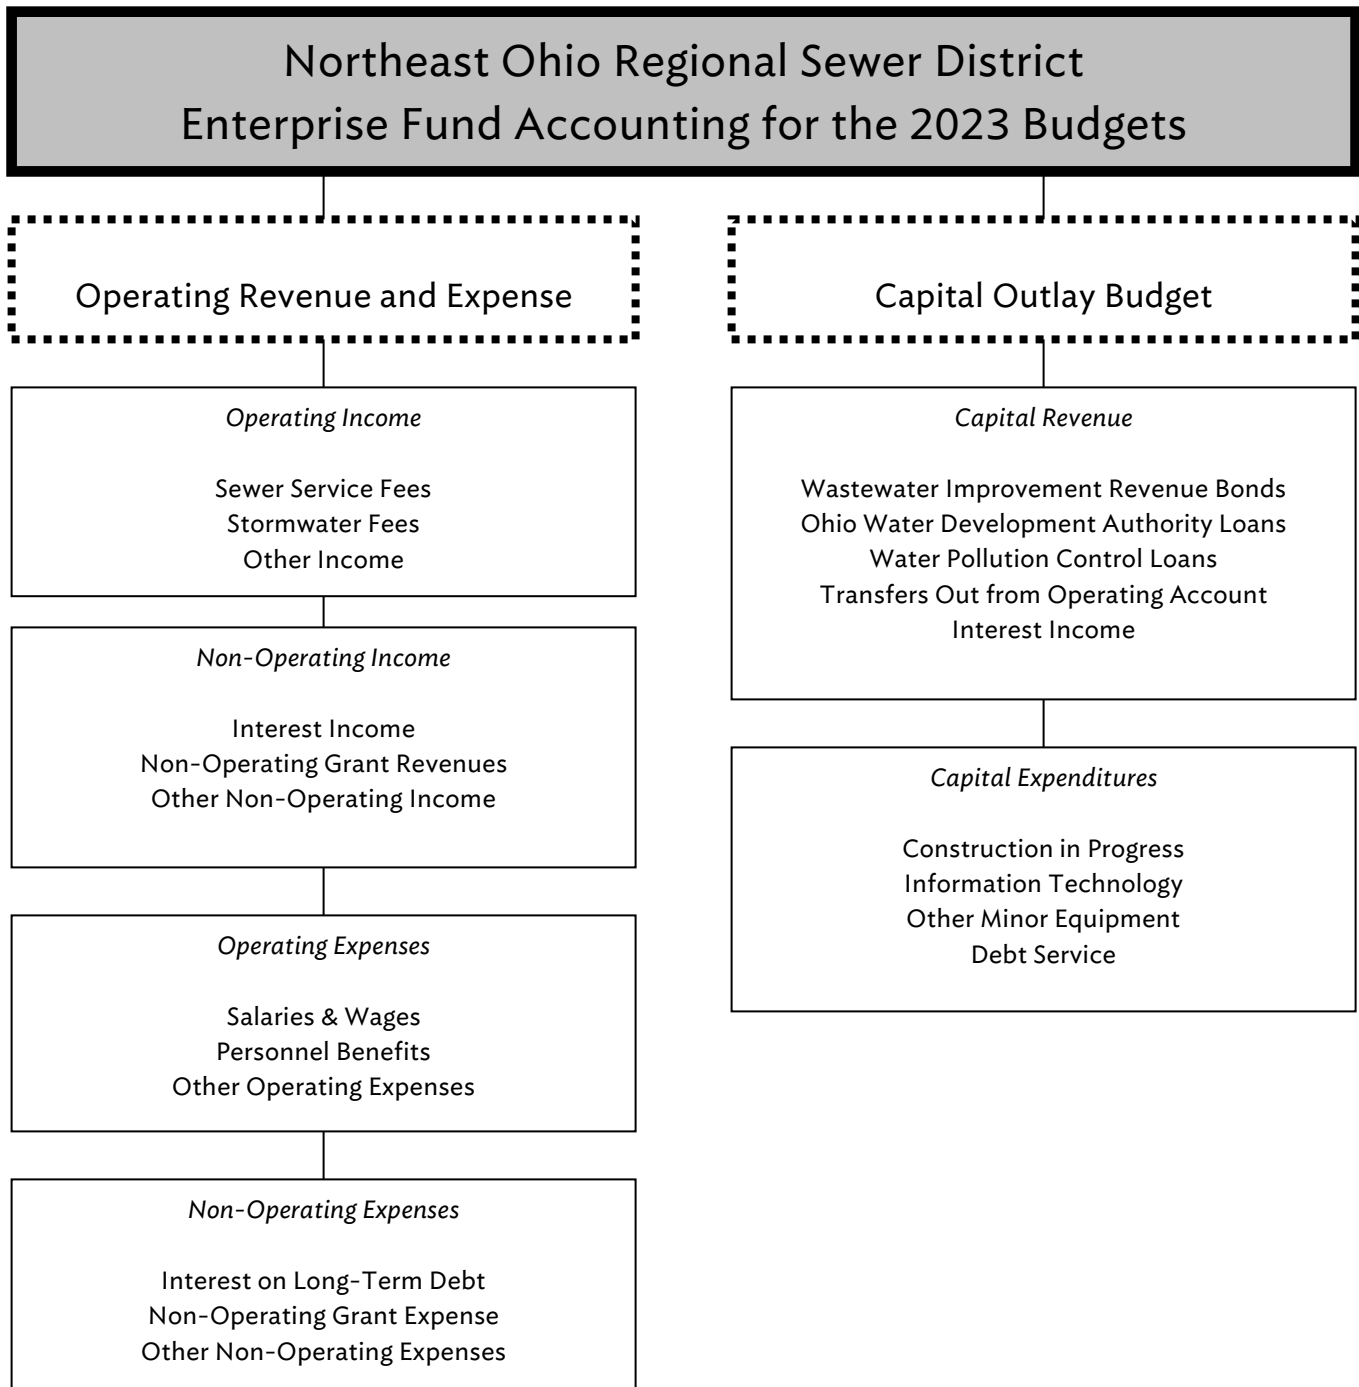 Northeast Ohio Regional Sewer District
Enterprise Fund Accounting for the 2023 Budgets
Operating Revenue and Expense
Operating Income
Sewer Service Fees
Stormwater Fees
Other Income
Non-Operating Income
Interest Income
Non-Operating Grant Revenues
Other Non-Operating Income
Operating Expenses
Salaries & Wages
Personnel Benefits
Other Operating Expenses
Non-Operating Expenses
Interest on Long-Term Debt
Non-Operating Grant Expense
Other Non-Operating Expenses
Capital Outlay Budget
Capital Revenue
Wastewater Improvement Revenue Bonds
Ohio Water Development Authority Loans
Water Pollution Control Loans
Transfers Out from Operating Account
Interest Income
Capital Expenditures
Construction in Progress
Information Technology
Other Minor Equipment
Debt Service